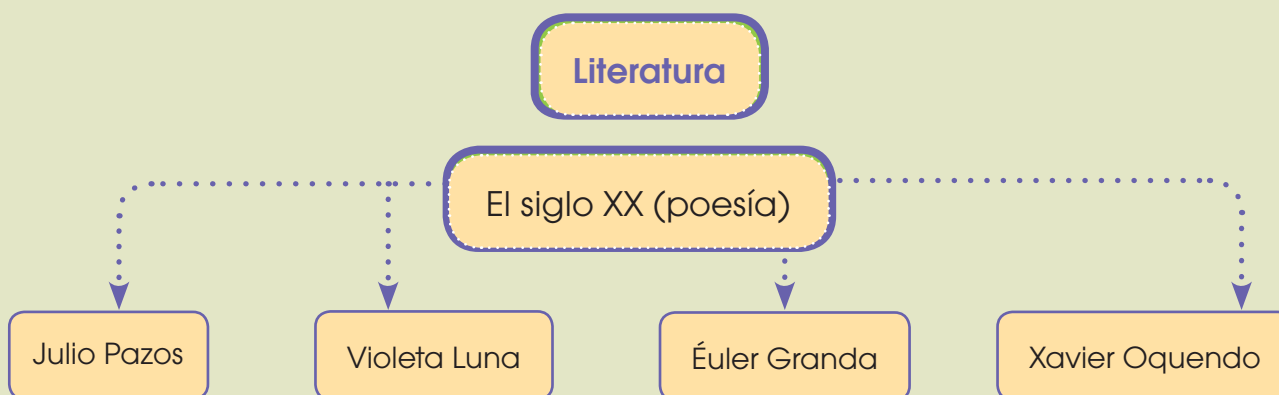 Literatura
El siglo XX (poesía)
Julio Pazos
Violeta Luna
Éuler Granda
Xavier Oquendo